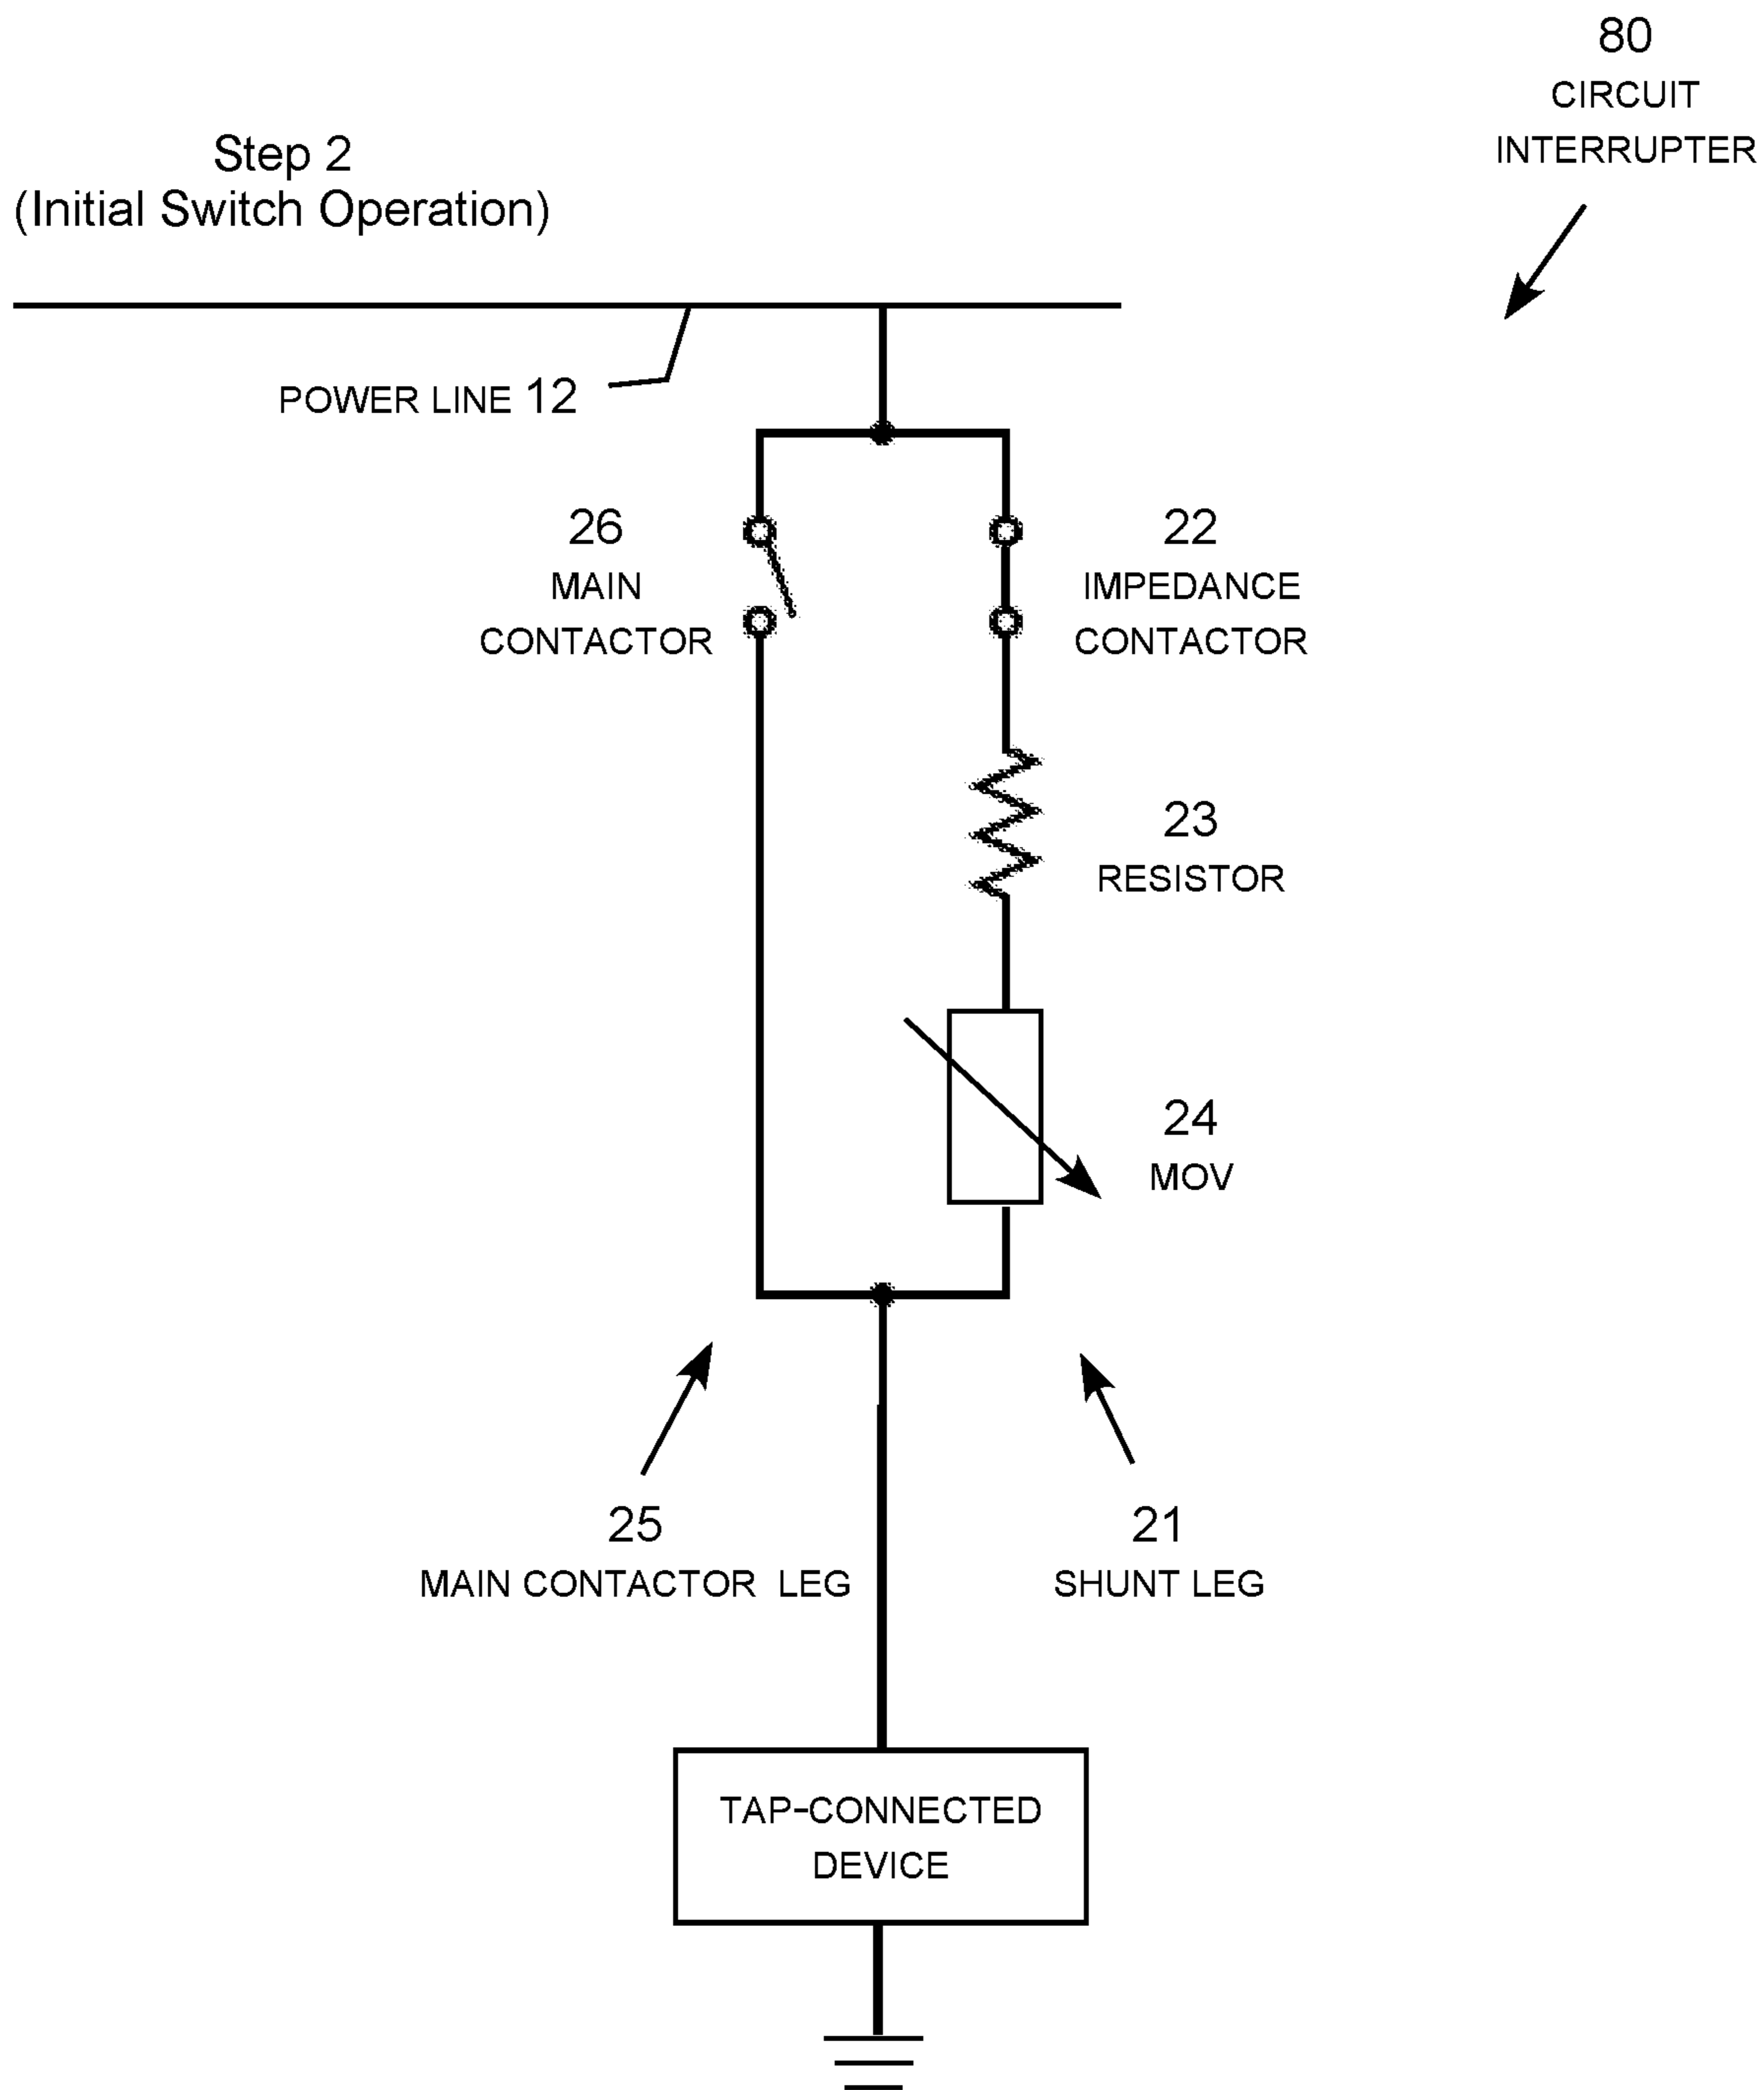 80
CIRCUIT
INTERRUPTER
Step 2
(Initial Switch Operation)
POWER LINE 12
26
MAIN
CONTACTOR
22
IMPEDANCE
CONTACTOR
23
RESISTOR
24
MOV
25
MAIN CONTACTOR LEG
21
SHUNT LEG
TAP-CONNECTED
DEVICE